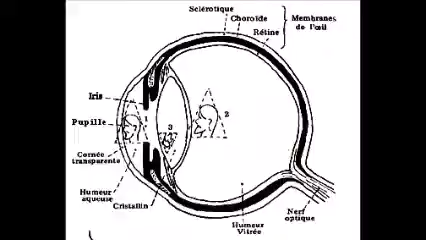 Sclérotique
Choroïde
Rétine
Membranes
de l'œil
Iris
Pupille
Cornée
transparente
Humeur
aqueuse
Cristallin
2
3
Humeur
Vitrée
Nerf
optique